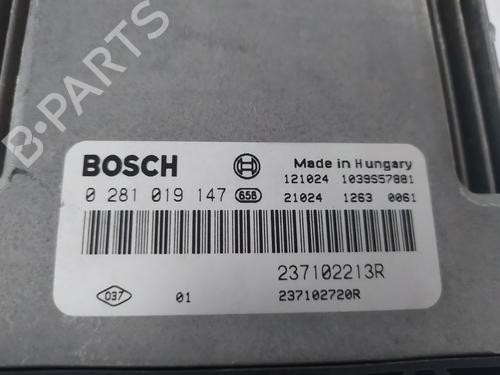 B-PARTS
BOSCH
Made in Hungary
121024 1039S57881
0 281 019 147 658
21024 1263 0061
237102213R
037 01 237102720R